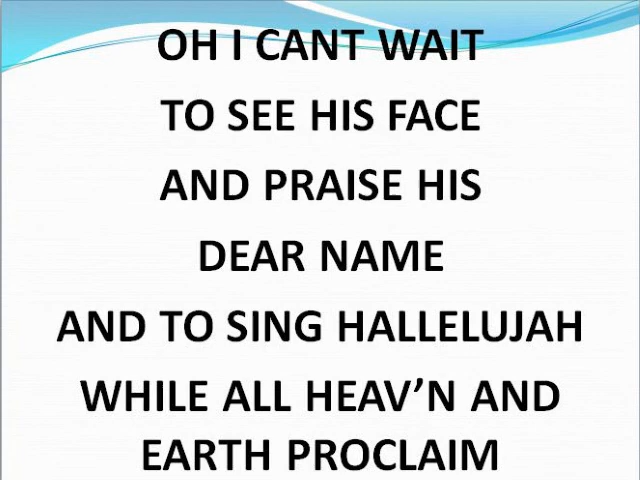 OH I CANT WAIT
TO SEE HIS FACE
AND PRAISE HIS
DEAR NAME
AND TO SING HALLELUJAH
WHILE ALL HEAV’N AND
EARTH PROCLAIM